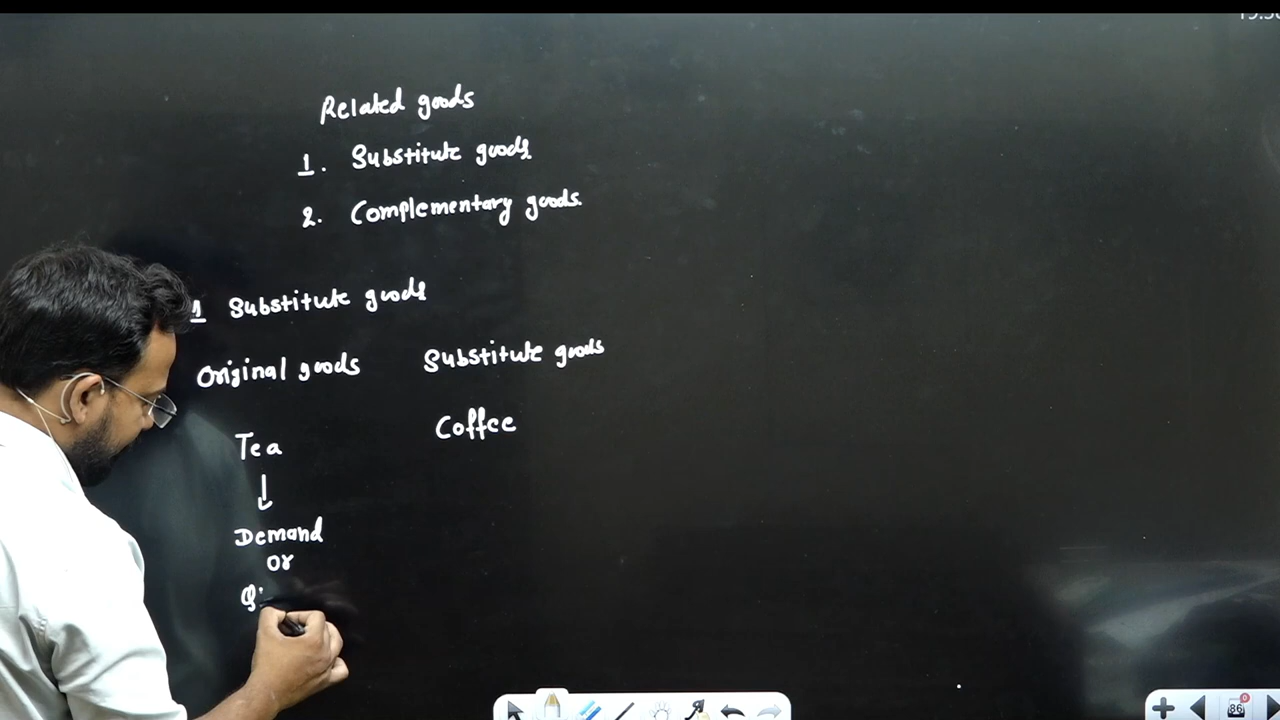 Related goods
1. Substitute goods
2. Complementary goods.
1 Substitute goods
Original goods Substitute goods
Tea Coffee
↓
Demand
or